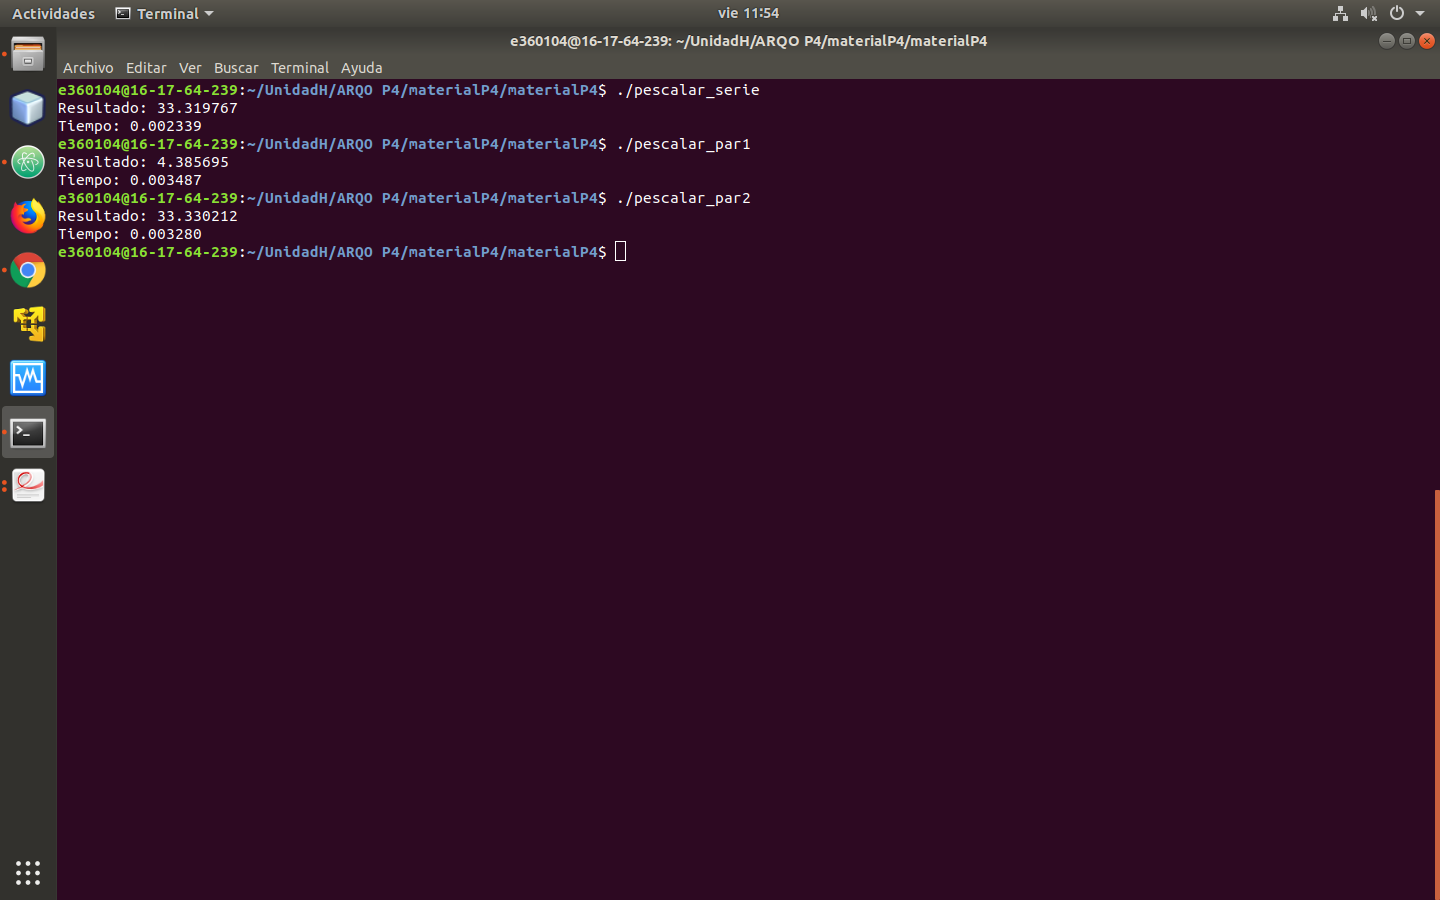 Actividades Terminal vie 11:54
e360104@16-17-64-239: ~/UnidadH/ARQO P4/materialP4/materialP4
Archivo Editar Ver Buscar Terminal Ayuda
e360104@16-17-64-239:~/UnidadH/ARQO P4/materialP4/materialP4$ ./pescalar_serie
Resultado: 33.319767
Tiempo: 0.002339
e360104@16-17-64-239:~/UnidadH/ARQO P4/materialP4/materialP4$ ./pescalar_par1
Resultado: 4.385695
Tiempo: 0.003487
e360104@16-17-64-239:~/UnidadH/ARQO P4/materialP4/materialP4$ ./pescalar_par2
Resultado: 33.330212
Tiempo: 0.003280
e360104@16-17-64-239:~/UnidadH/ARQO P4/materialP4/materialP4$